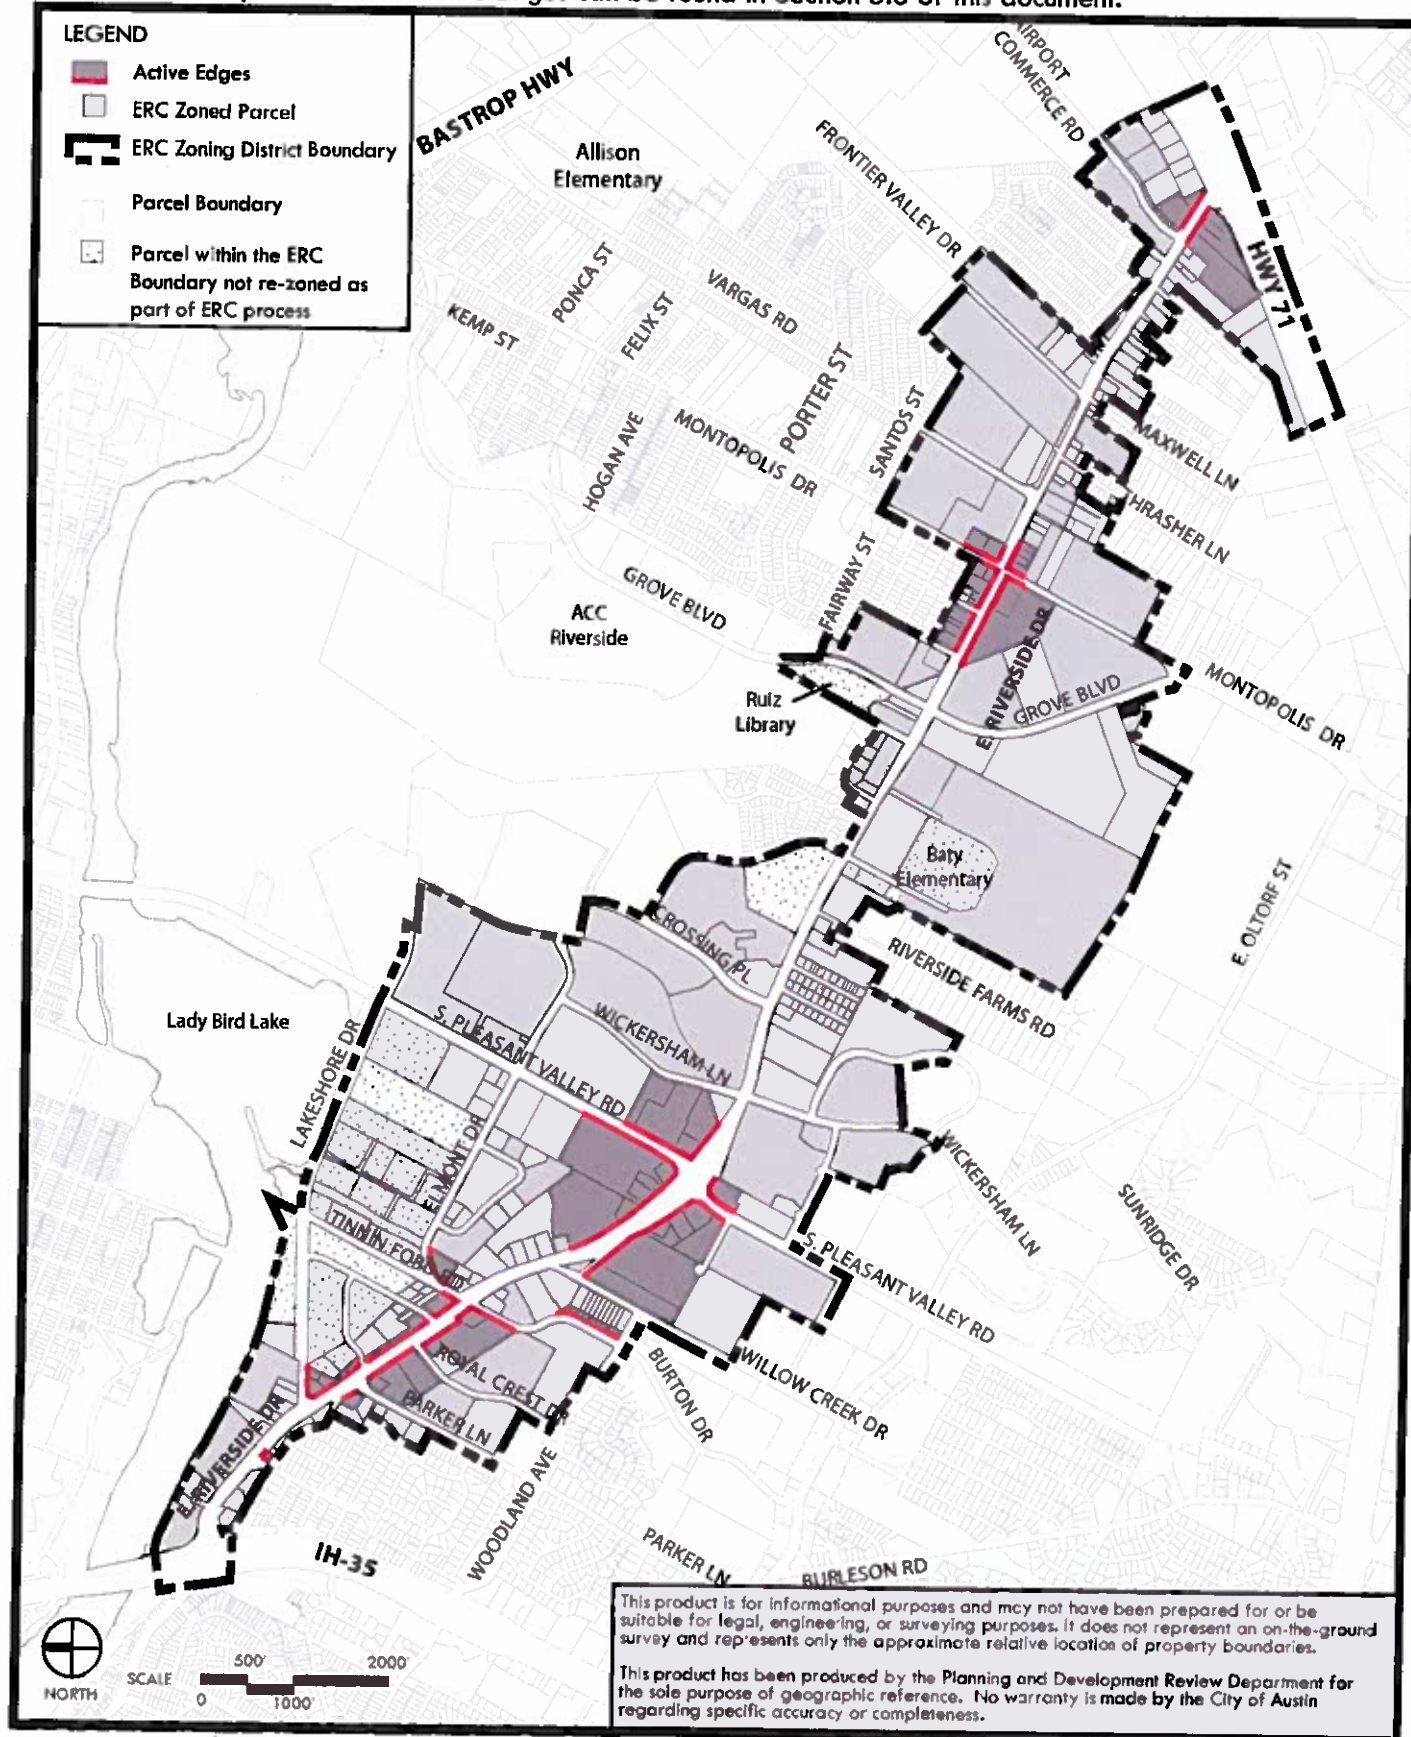 can be found in Section of this document.
LEGEND
Active Edges
ERC Zoned Parcel
ERC Zoning District Boundary
Parcel Boundary
Parcel within the ERC
Boundary not re-zoned as
part of ERC process
BASTROP HWY
Allison
Elementary
AIRPORT
COMMERCE RD
FRONTIER VALLEY DR
HWY 71
PONCA ST
VARGAS RD
KEMP ST
FELIX ST
PORTER ST
SANTOS ST
HOGAN AVE
MONTOPOLIS DR
MAXWELL LN
THRASHER LN
FAIRWAY ST
GROVE BLVD
ACC
Riverside
E. RIVERSIDE DR
GROVE BLVD
MONTOPOLIS DR
Ruiz
Library
Baty
Elementary
E. OLTORF ST
CROSSING PL
RIVERSIDE FARMS RD
Lady Bird Lake
LAKESHORE DR
S. PLEASANT VALLEY RD
WICKERSHAM LN
ELMONT DR
WICKERSHAM LN
SUNRIDGE DR
TINNIN FORD RD
S. PLEASANT VALLEY RD
ROYAL CREST DR
PARKER LN
BURTON DR
WILLOW CREEK DR
E. RIVERSIDE DR
WOODLAND AVE
IH-35
PARKER LN
BURLESON RD
NORTH
SCALE
500'
2000'
0
1000'
This product is for informational purposes and may not have been prepared for or be
suitable for legal, engineering, or surveying purposes. It does not represent an on-the-ground
survey and represents only the approximate relative location of property boundaries.
This product has been produced by the Planning and Development Review Department for
the sole purpose of geographic reference. No warranty is made by the City of Austin
regarding specific accuracy or completeness.